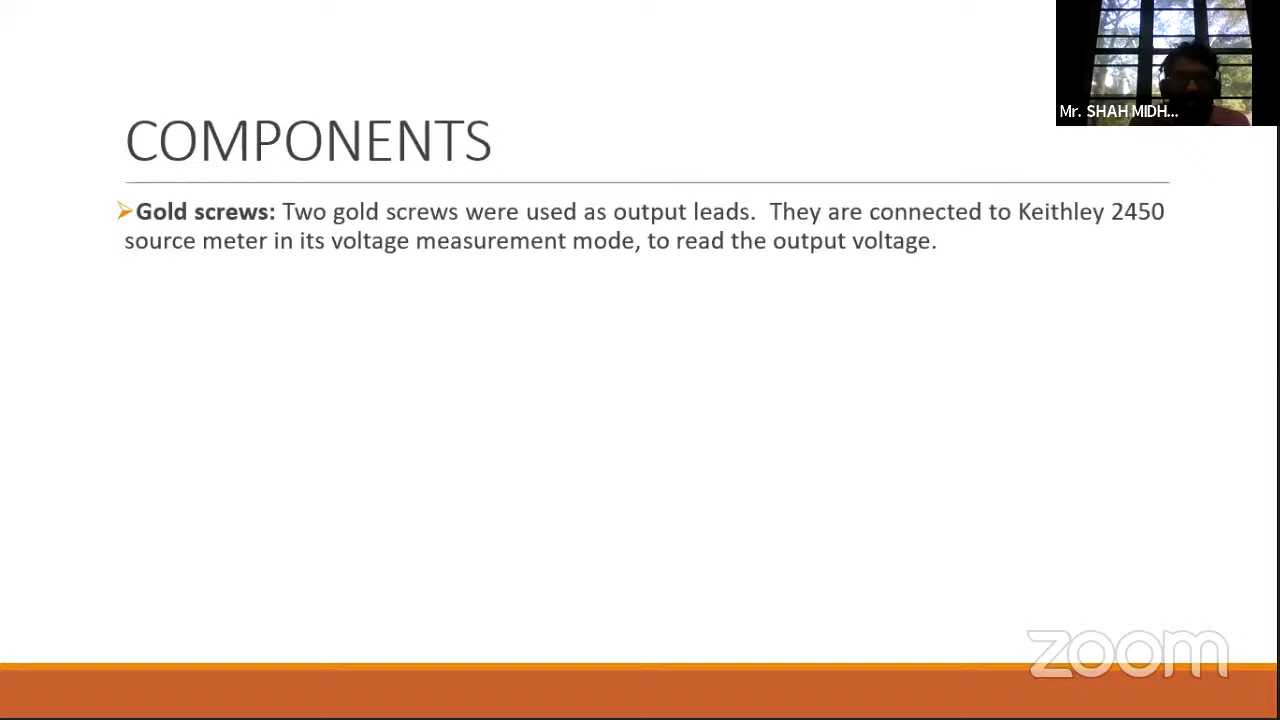 Mr. SHAH MIDH...
COMPONENTS
Gold screws: Two gold screws were used as output leads. They are connected to Keithley 2450
source meter in its voltage measurement mode, to read the output voltage.
zoom